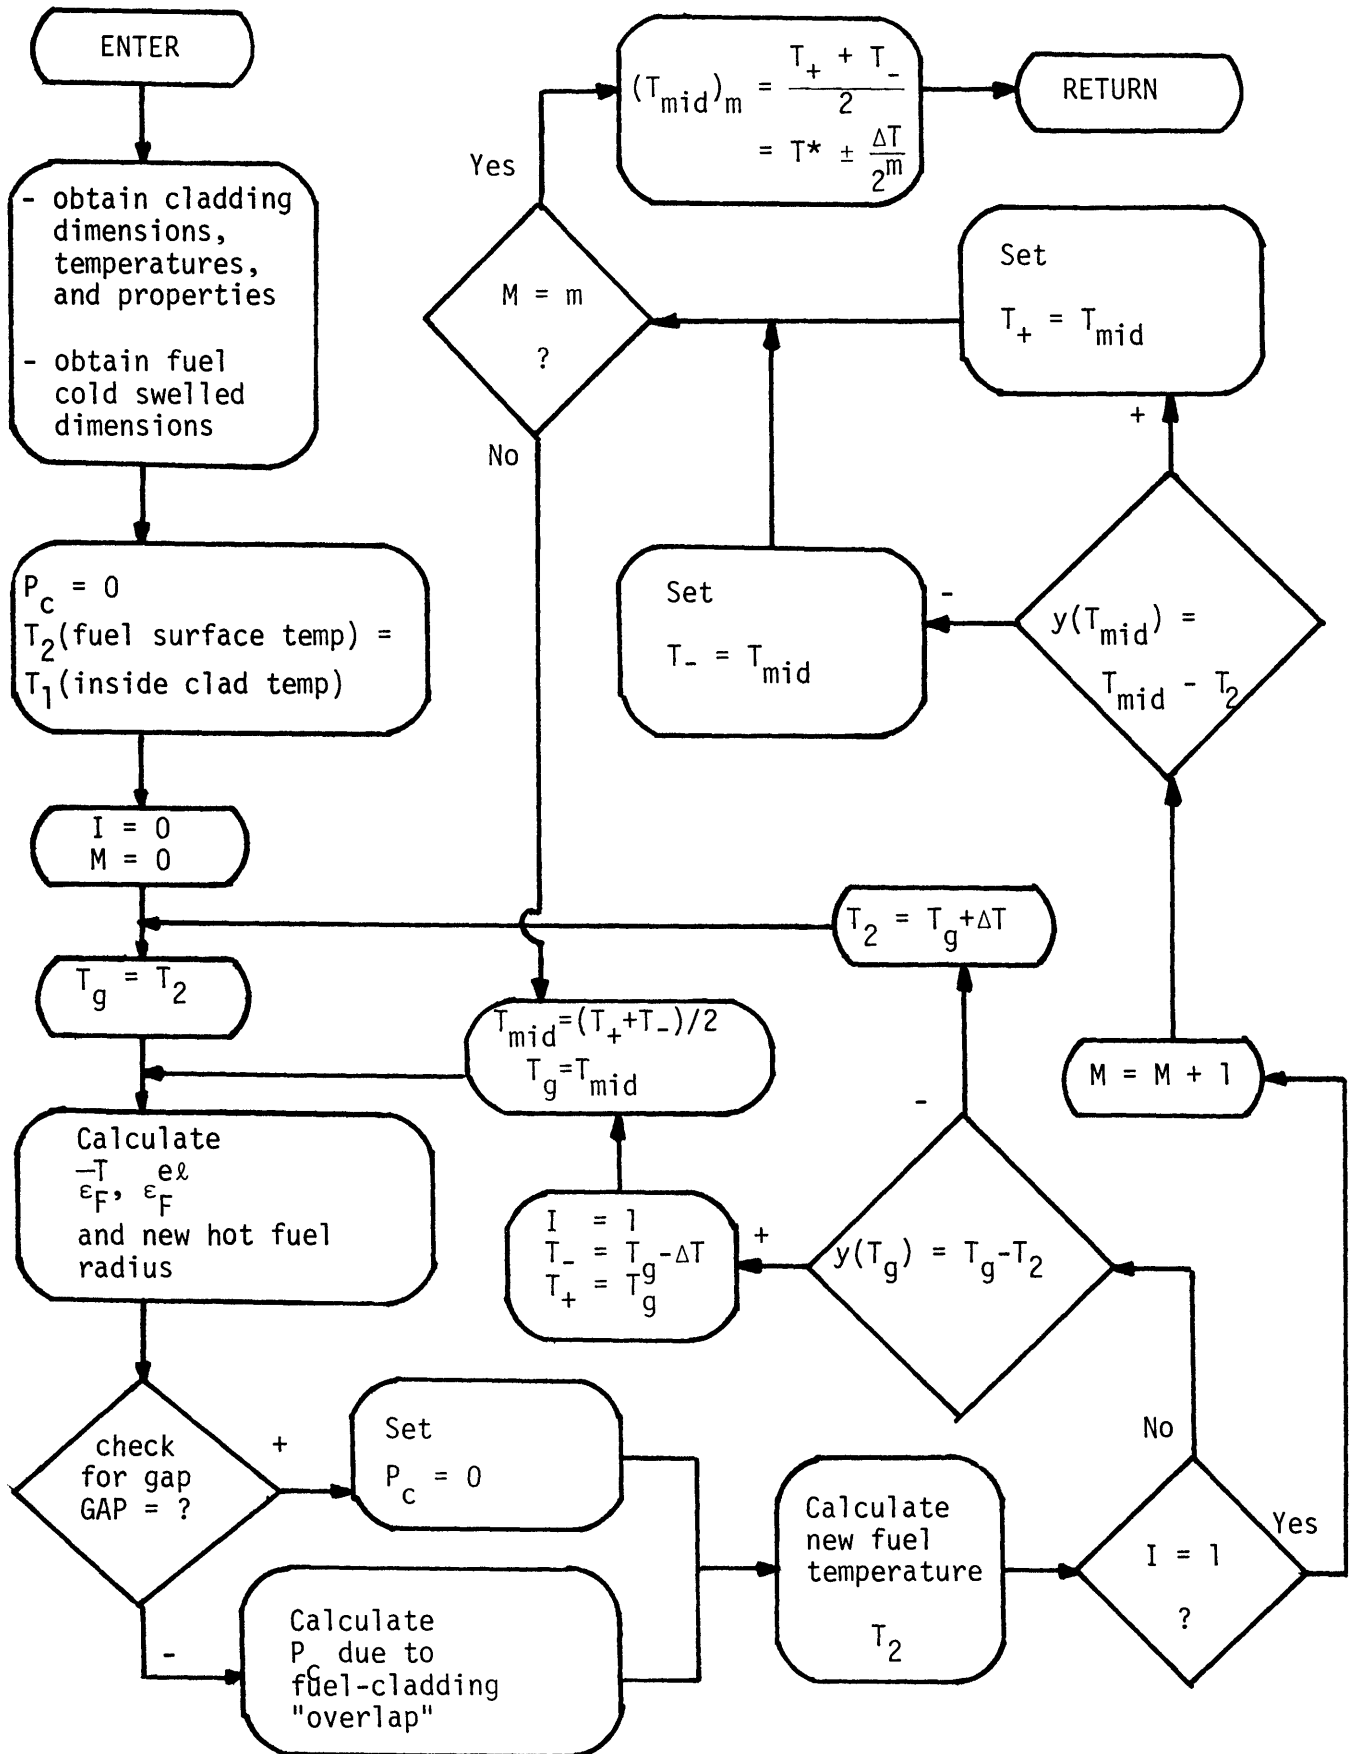 ENTER
- obtain cladding
dimensions,
temperatures,
and properties
- obtain fuel
cold swelled
dimensions
P_c = 0
T_2(fuel surface temp) =
T_1(inside clad temp)
I = 0
M = 0
T_g = T_2
Calculate
ε̄_F^T, ε_F^eℓ
and new hot fuel
radius
check
for gap
GAP = ?
+
Set
P_c = 0
-
Calculate
P_c due to
fuel-cladding
"overlap"
Calculate
new fuel
temperature
T_2
I = 1
?
No
Yes
y(T_g) = T_g-T_2
-
T_2 = T_g+ΔT
+
I = 1
T_- = T_g-ΔT
T_+ = T_g
T_mid=(T_++T_-)/2
T_g=T_mid
M = M + 1
y(T_mid) =
T_mid - T_2
+
Set
T_+ = T_mid
-
Set
T_- = T_mid
M = m
?
No
Yes
(T_mid)_m = (T_+ + T_-)/2
= T* ± ΔT/2^m
RETURN